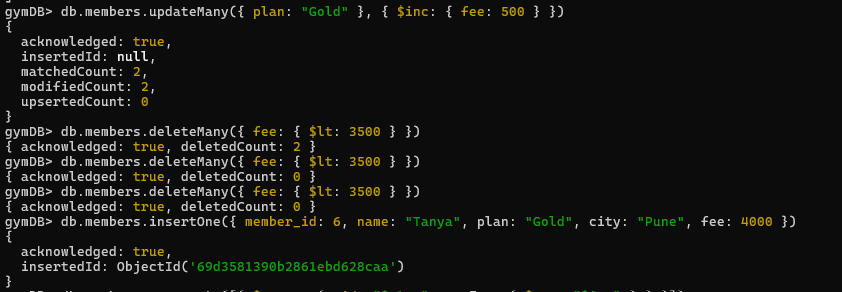 gymDB> db.members.updateMany({ plan: "Gold" }, { $inc: { fee: 500 } })
{
  acknowledged: true,
  insertedId: null,
  matchedCount: 2,
  modifiedCount: 2,
  upsertedCount: 0
}
gymDB> db.members.deleteMany({ fee: { $lt: 3500 } })
{ acknowledged: true, deletedCount: 2 }
gymDB> db.members.deleteMany({ fee: { $lt: 3500 } })
{ acknowledged: true, deletedCount: 0 }
gymDB> db.members.deleteMany({ fee: { $lt: 3500 } })
{ acknowledged: true, deletedCount: 0 }
gymDB> db.members.insertOne({ member_id: 6, name: "Tanya", plan: "Gold", city: "Pune", fee: 4000 })
{
  acknowledged: true,
  insertedId: ObjectId('69d3581390b2861ebd628caa')
}